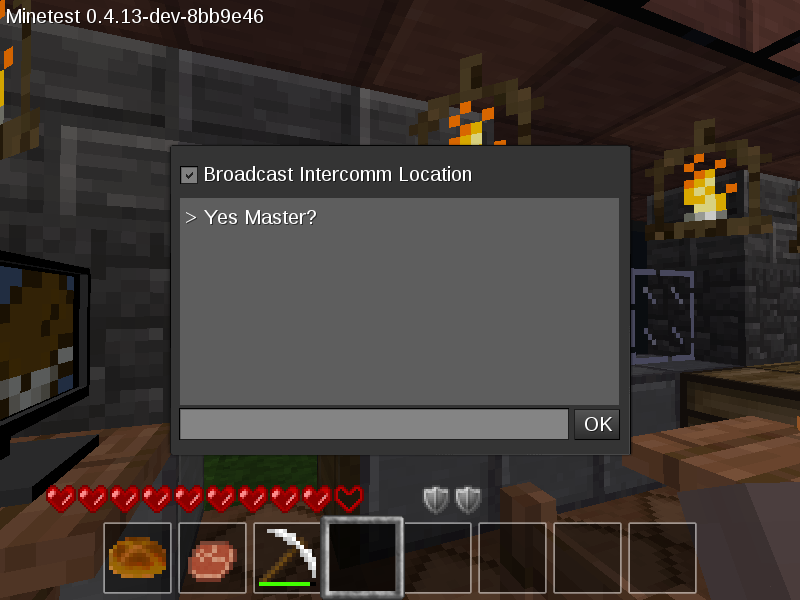 Minetest 0.4.13-dev-8bb9e46
Broadcast Intercomm Location
> Yes Master?
OK